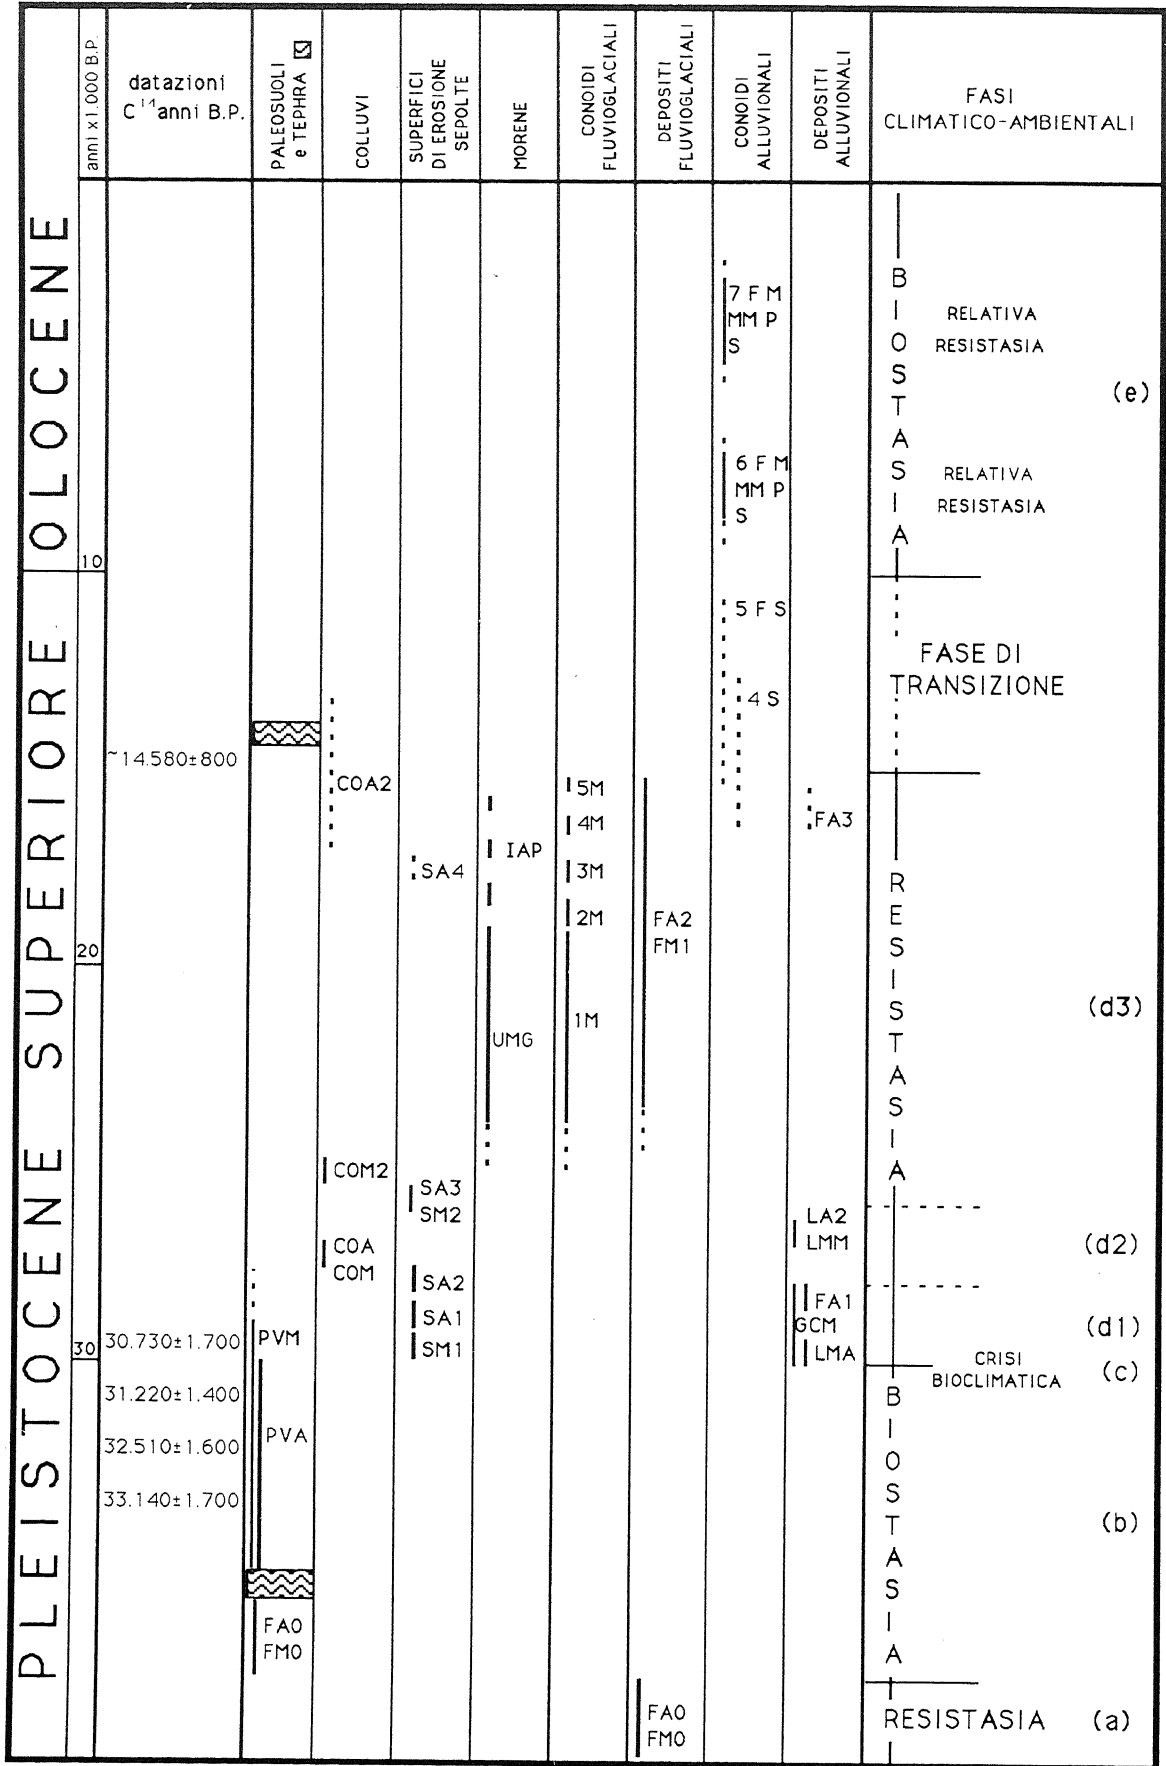 anni x1.000 B.P.
datazioni
C¹⁴anni B.P.
PALEOSUOLI
e TEPHRA
COLLUVI
SUPERFICI
DI EROSIONE
SEPOLTE
MORENE
CONOIDI
FLUVIOGLACIALI
DEPOSITI
FLUVIOGLACIALI
CONOIDI
ALLUVIONALI
DEPOSITI
ALLUVIONALI
FASI
CLIMATICO-AMBIENTALI
OLOCENE
PLEISTOCENE SUPERIORE
10
20
30
~14.580±800
30.730±1.700
31.220±1.400
32.510±1.600
33.140±1.700
PVM
PVA
FA0
FM0
COA2
COM2
COA
COM
SA4
SA3
SM2
SA2
SA1
SM1
IAP
UMG
5M
4M
3M
2M
1M
FA2
FM1
FA0
FM0
7 F M
MM P
S
6 F M
MM P
S
5 F S
4 S
FA3
LA2
LMM
FA1
GCM
LMA
BIOSTASIA
RELATIVA
RESISTASIA
(e)
RELATIVA
RESISTASIA
FASE DI
TRANSIZIONE
RESISTASIA
(d3)
(d2)
(d1)
CRISI
BIOCLIMATICA
(c)
BIOSTASIA
(b)
RESISTASIA
(a)